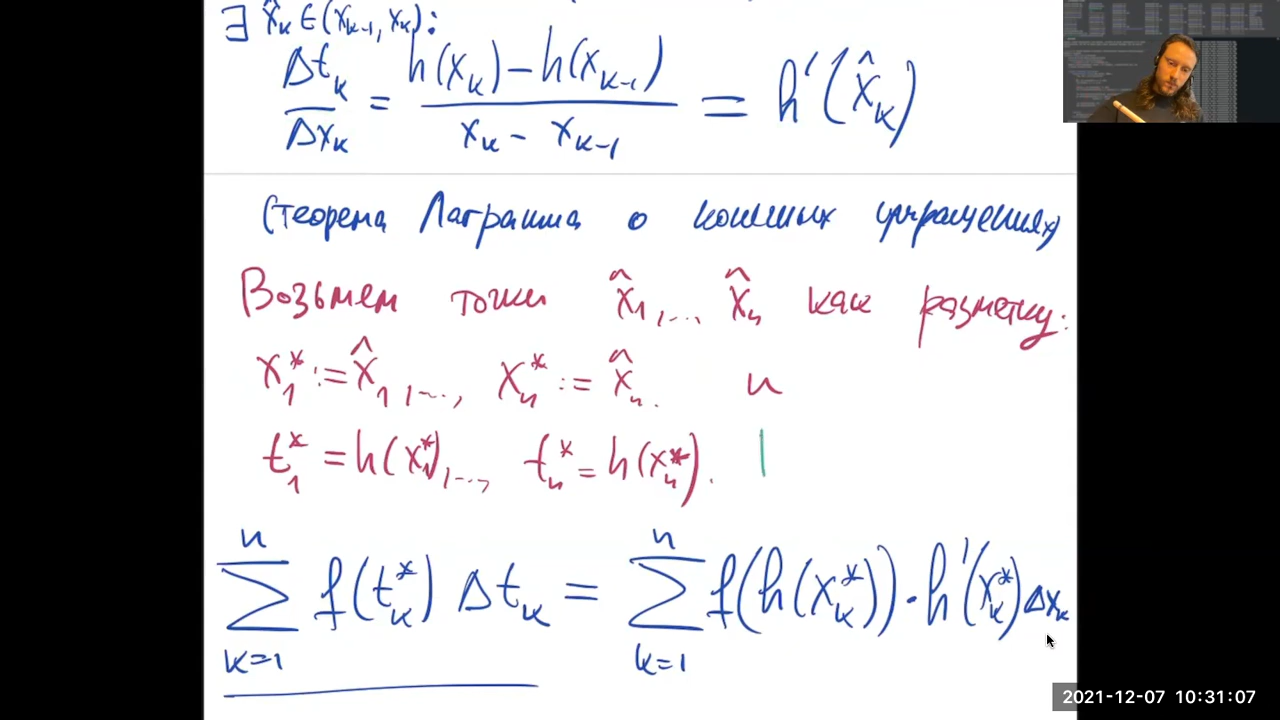 ∃ x̂ₖ ∈ (xₖ₋₁, xₖ):
Δtₖ/Δxₖ = (h(xₖ) − h(xₖ₋₁))/(xₖ − xₖ₋₁) = h'(x̂ₖ)
(теорема Лагранжа о конечных приращениях)
Возьмем точки x̂₁,... x̂ₙ как разметку:
x₁* := x̂₁,..., xₙ* := x̂ₙ. и
t₁* = h(x₁*),..., tₙ* = h(xₙ*).
∑ₖ₌₁ⁿ f(tₖ*) Δtₖ = ∑ₖ₌₁ⁿ f(h(xₖ*))·h'(xₖ*)Δxₖ
2021-12-07 10:31:07